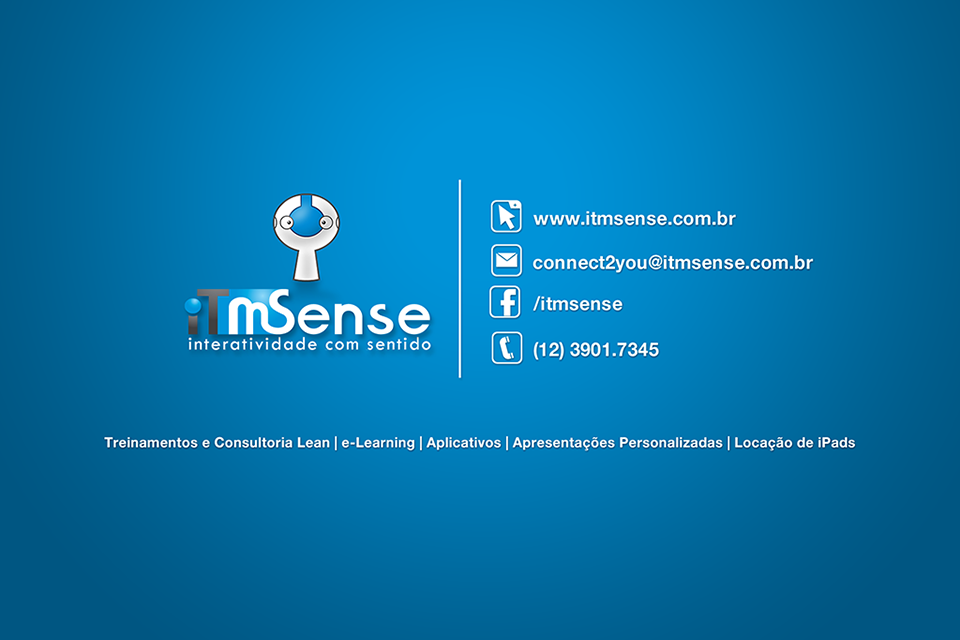 iTmSense
interatividade com sentido
www.itmsense.com.br
connect2you@itmsense.com.br
/itmsense
(12) 3901.7345
Treinamentos e Consultoria Lean | e-Learning | Aplicativos | Apresentações Personalizadas | Locação de iPads